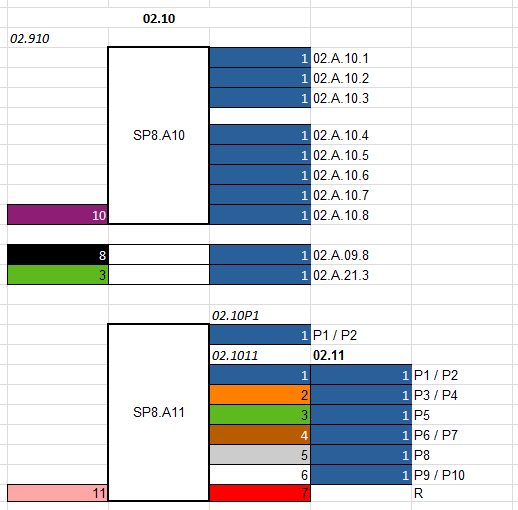 02.10
02.910
1 02.A.10.1
1 02.A.10.2
1 02.A.10.3
SP8.A10 1 02.A.10.4
1 02.A.10.5
1 02.A.10.6
1 02.A.10.7
10 1 02.A.10.8
8 1 02.A.09.8
3 1 02.A.21.3
02.10P1
1 P1 / P2
02.1011 02.11
1 1 P1 / P2
2 1 P3 / P4
SP8.A11 3 1 P5
4 1 P6 / P7
5 1 P8
6 1 P9 / P10
11 7 R